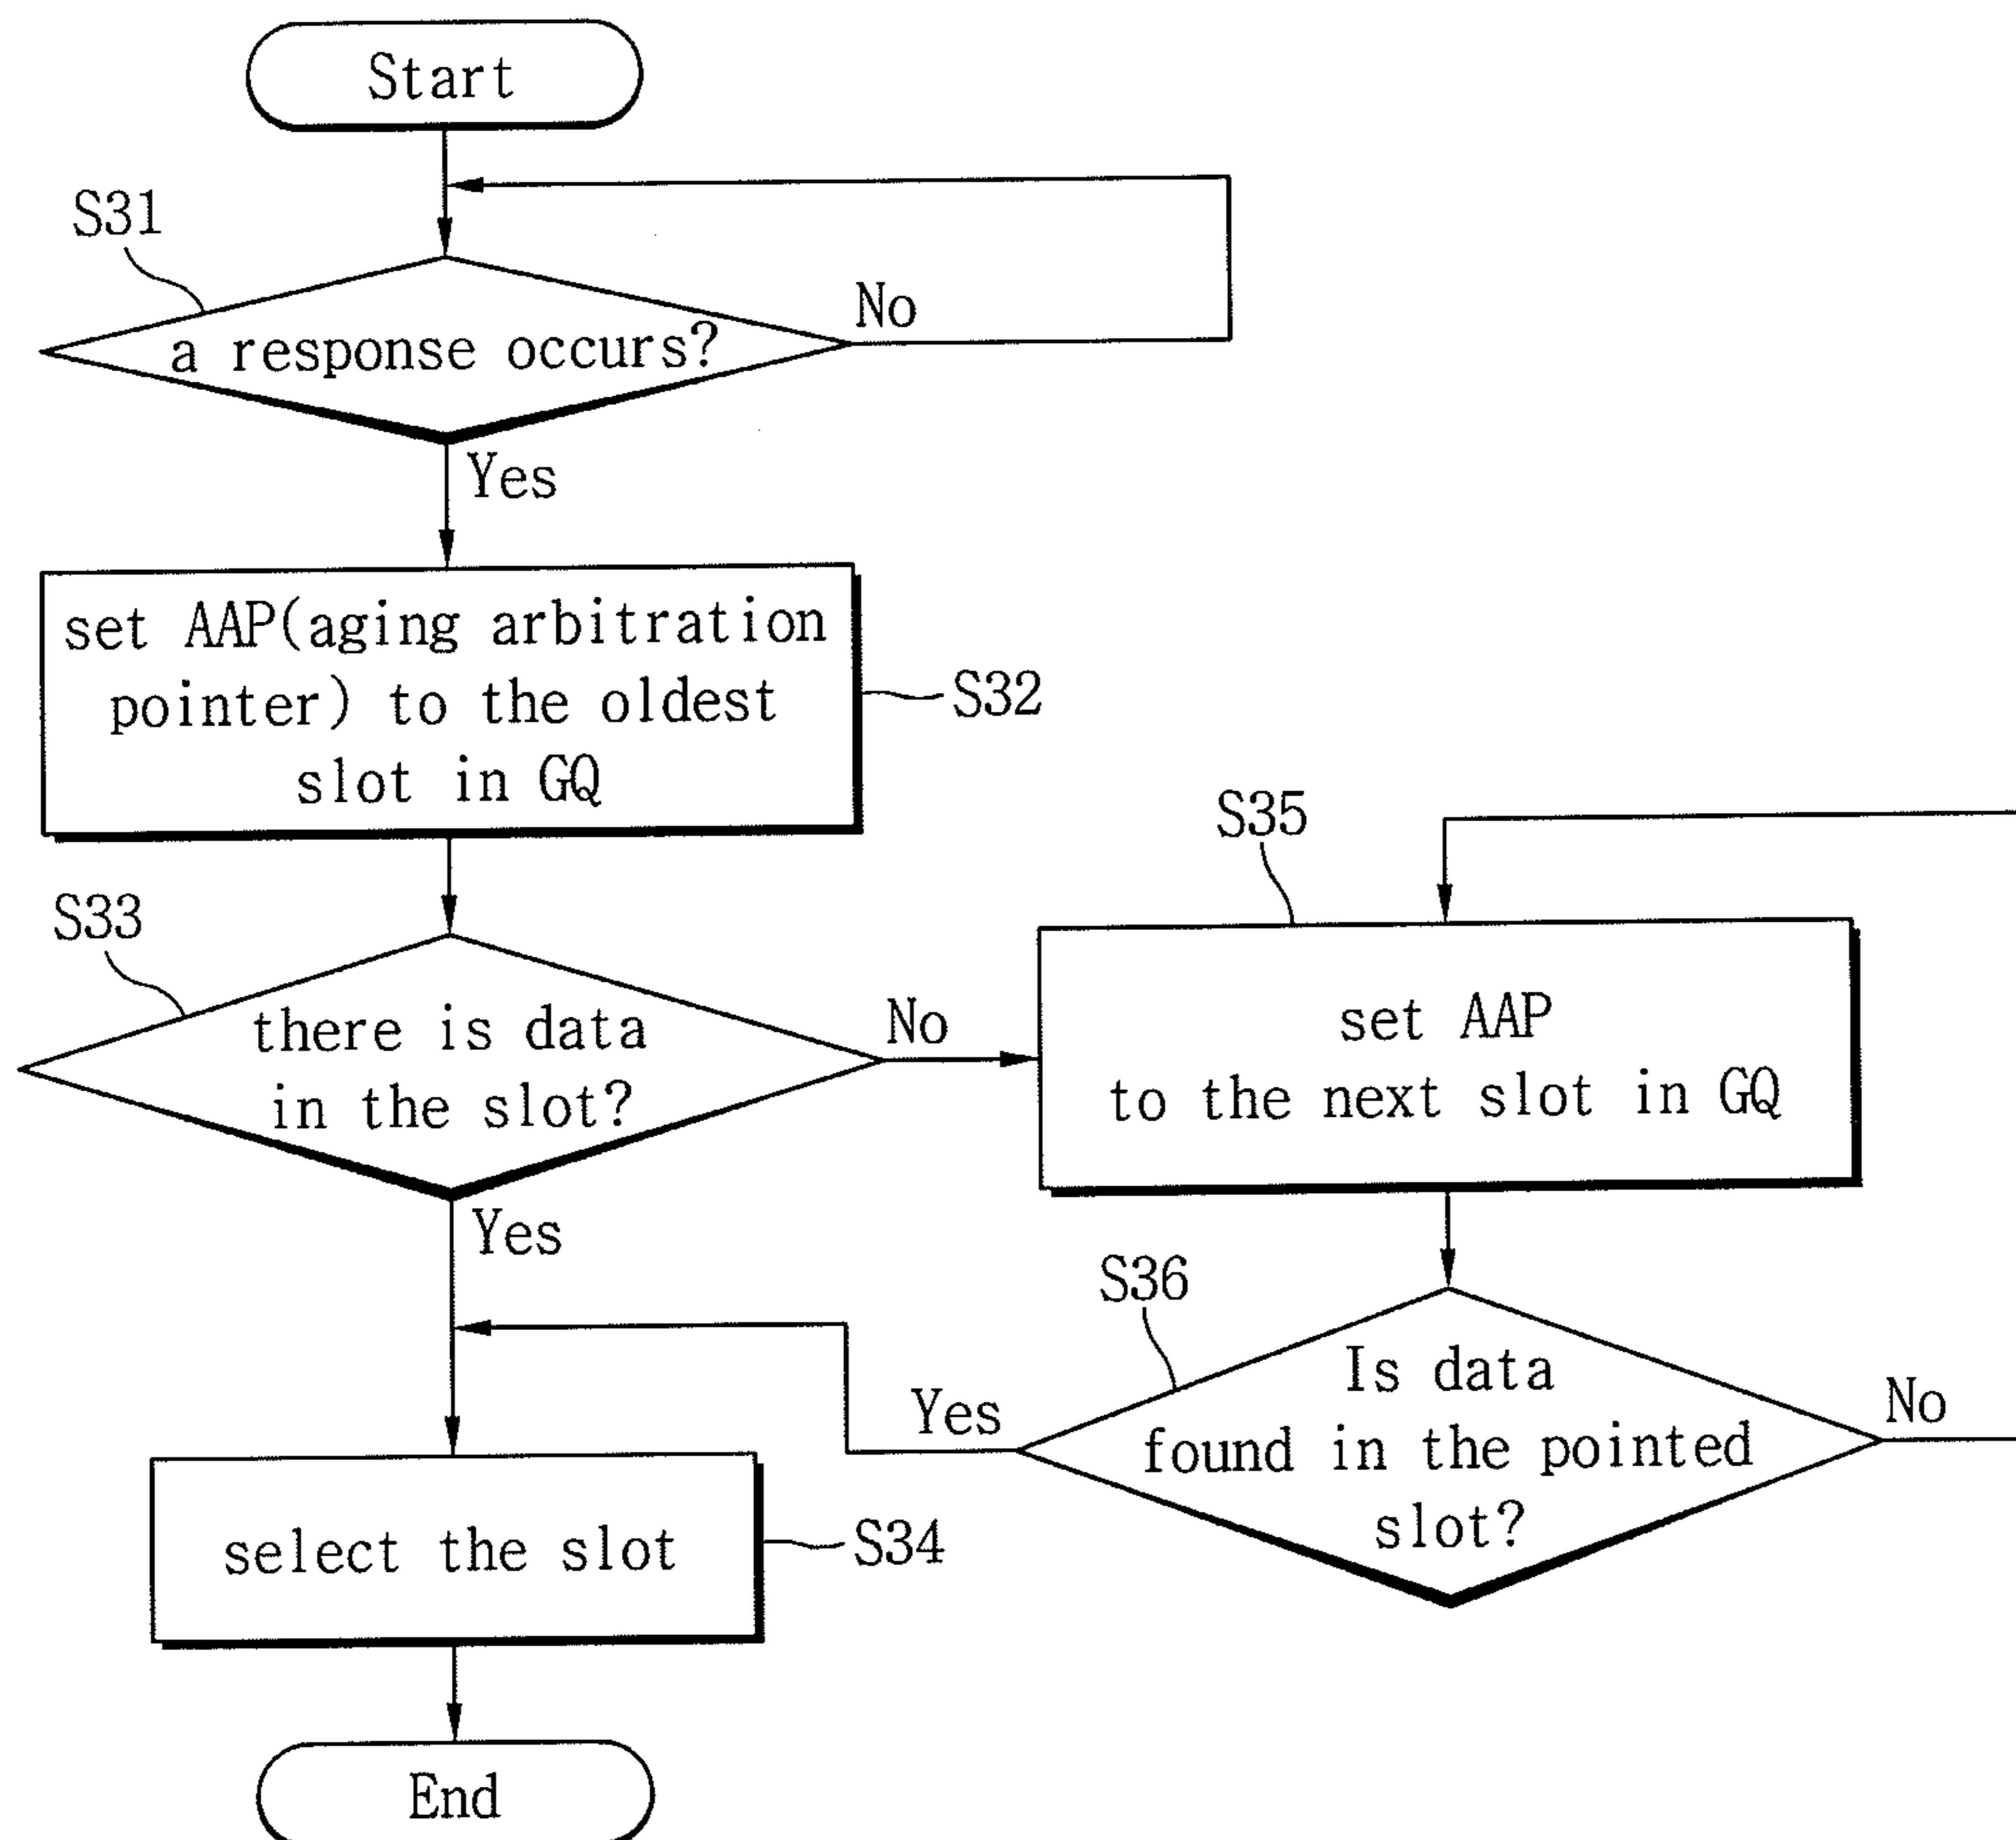 Start
S31
a response occurs?
No
Yes
set AAP(aging arbitration
pointer) to the oldest
slot in GQ
S32
S33
there is data
in the slot?
No
Yes
S35
set AAP
to the next slot in GQ
S36
Is data
found in the pointed
slot?
Yes
No
select the slot
S34
End